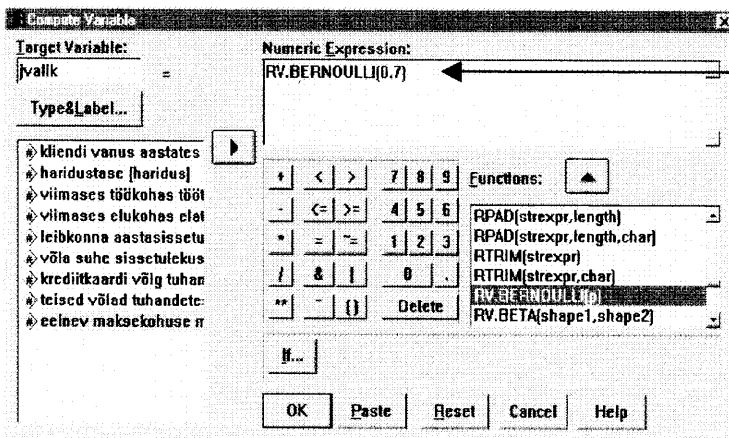 Compute Variable
Target Variable:
jvalik
=
Type&Label...
Numeric Expression:
RV.BERNOULLI(0.7)
kliendi vanus aastates
haridustase [haridus]
viimases töökohas tööt
viimases elukohas elat
leibkonna aastasissetu
võla suhe sissetulekus
krediitkaardi võlg tuhan
teised võlad tuhandete
eelnev maksekohuse m
+ < > 7 8 9
- <= >= 4 5 6
* = ~= 1 2 3
/ & | 0 .
** ~ () Delete
Functions:
RPAD(strexpr,length)
RPAD(strexpr,length,char)
RTRIM(strexpr)
RTRIM(strexpr,char)
RV.BERNOULLI(p)
RV.BETA(shape1,shape2)
If...
OK Paste Reset Cancel Help